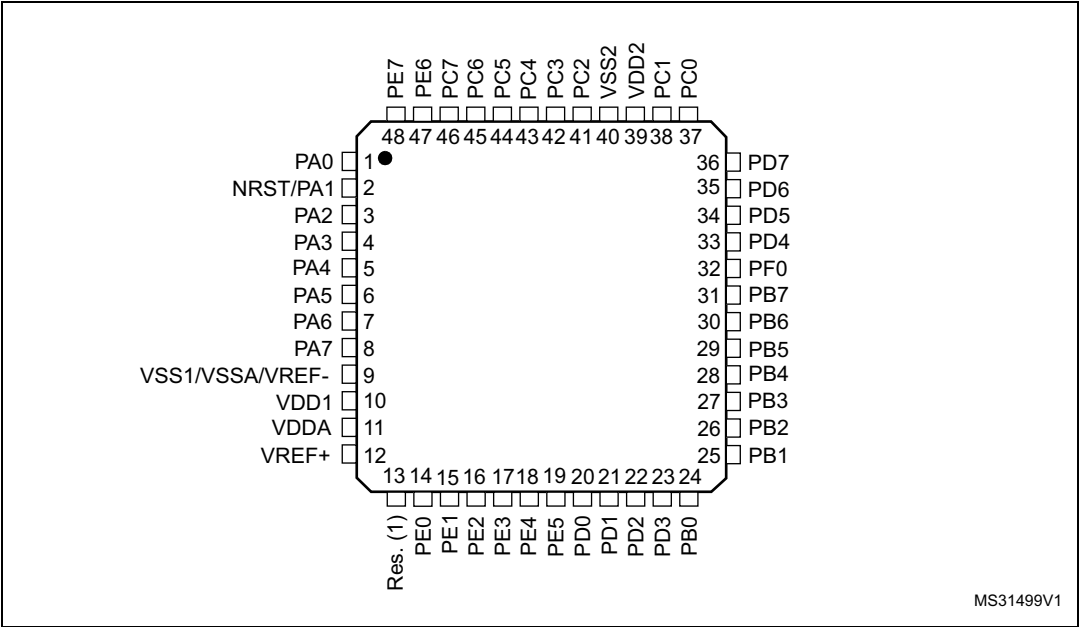 PE7 PE6 PC7 PC6 PC5 PC4 PC3 PC2 VSS2 VDD2 PC1 PC0
48 47 46 45 44 43 42 41 40 39 38 37
PA0 1 36 PD7
NRST/PA1 2 35 PD6
PA2 3 34 PD5
PA3 4 33 PD4
PA4 5 32 PF0
PA5 6 31 PB7
PA6 7 30 PB6
PA7 8 29 PB5
VSS1/VSSA/VREF- 9 28 PB4
VDD1 10 27 PB3
VDDA 11 26 PB2
VREF+ 12 25 PB1
13 14 15 16 17 18 19 20 21 22 23 24
Res. (1) PE0 PE1 PE2 PE3 PE4 PE5 PD0 PD1 PD2 PD3 PB0
MS31499V1